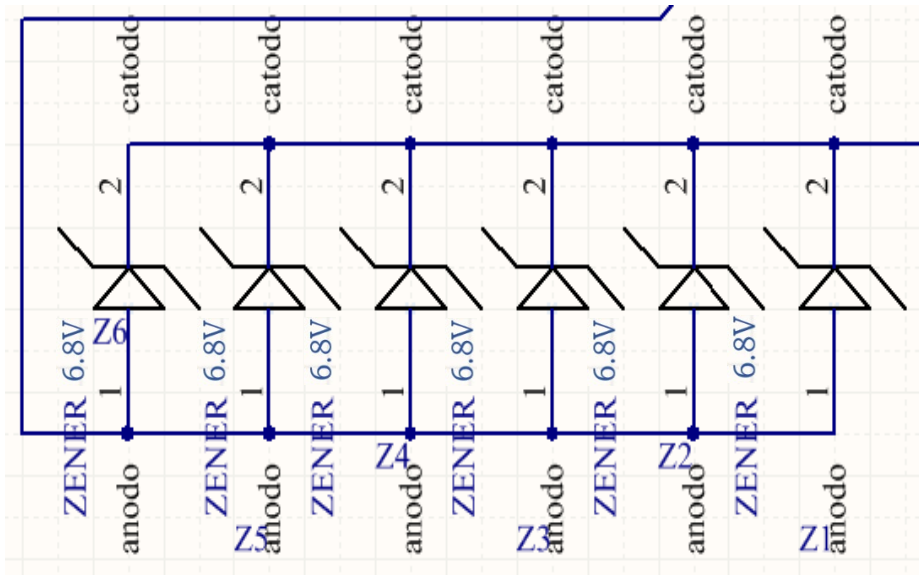 catodo
catodo
catodo
catodo
catodo
catodo
2
2
2
2
2
2
Z6
ZENER 6.8V
ZENER 6.8V
ZENER 6.8V
ZENER 6.8V
ZENER 6.8V
ZENER 6.8V
1
1
1
1
1
1
Z4
Z2
anodo
anodo
anodo
anodo
anodo
anodo
Z5
Z3
Z1